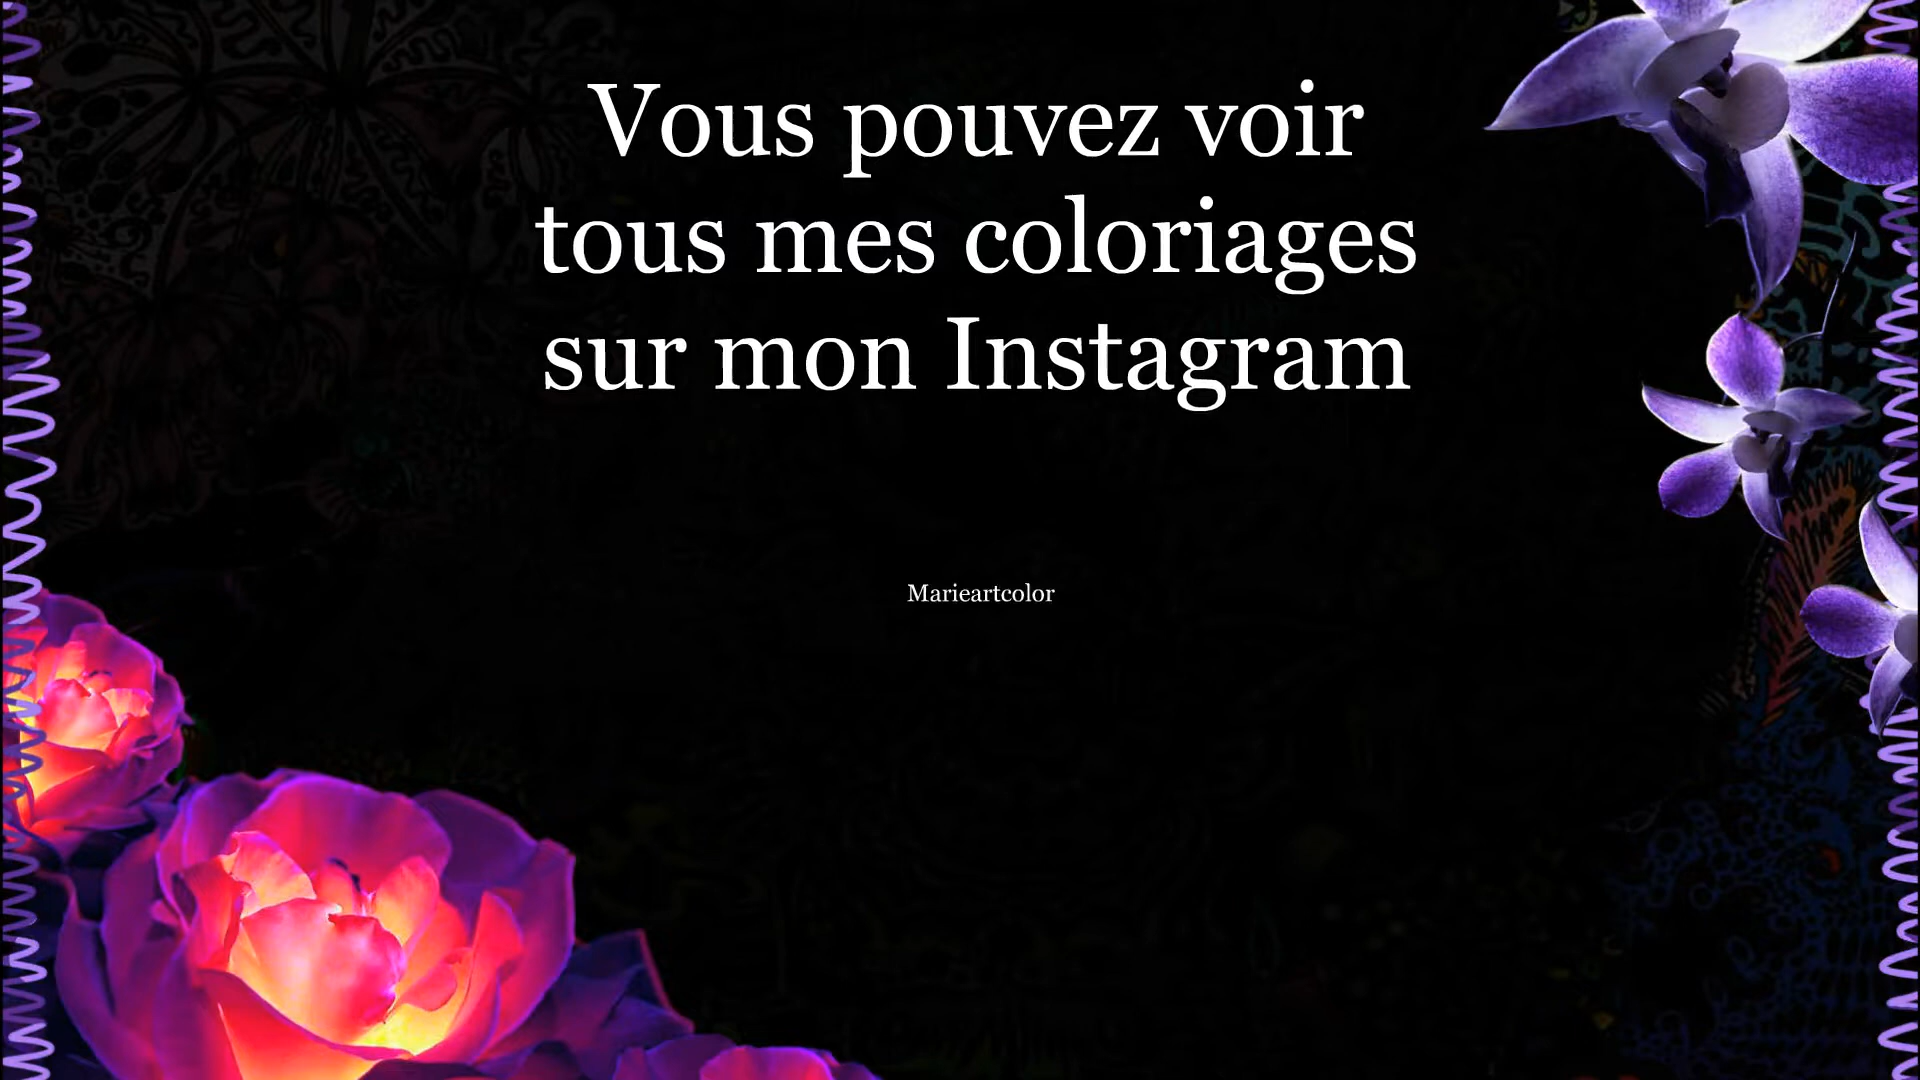 Vous pouvez voir
tous mes coloriages
sur mon Instagram
Marieartcolor